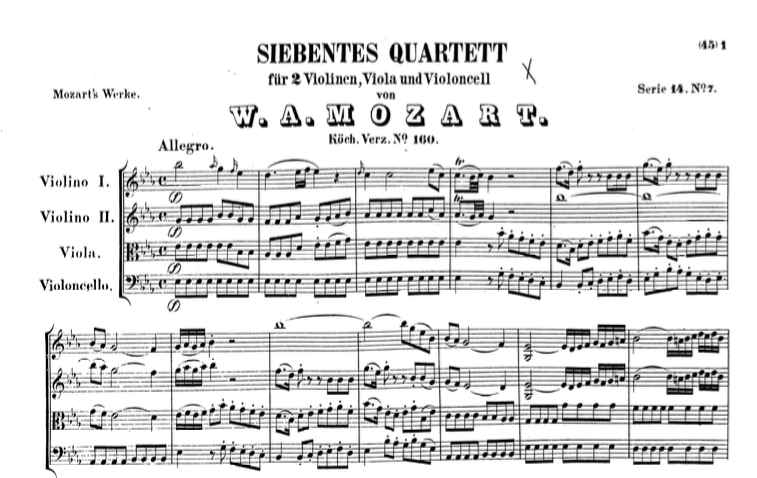 (45) 1
SIEBENTES QUARTETT
für 2 Violinen, Viola und Violoncell
Mozart's Werke.
von
Serie 14. Nº 7.
W. A. MOZART.
Köch. Verz. Nº 160.
Allegro.
Violino I.
Violino II.
Viola.
Violoncello.